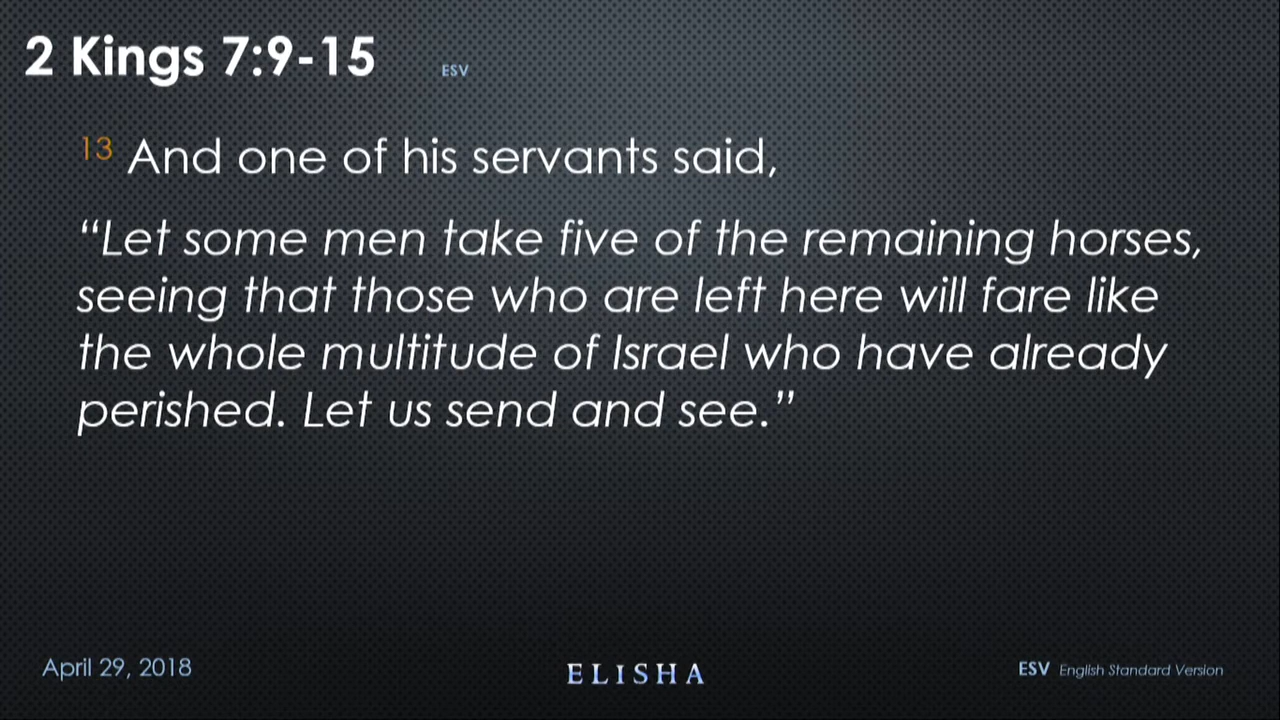 2 Kings 7:9-15 ESV
13 And one of his servants said,
“Let some men take five of the remaining horses,
seeing that those who are left here will fare like
the whole multitude of Israel who have already
perished. Let us send and see.”
April 29, 2018
ELISHA
ESV English Standard Version